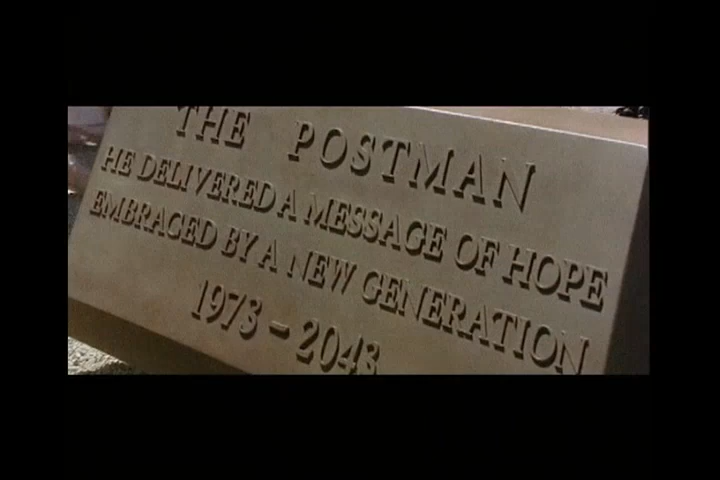 THE POSTMAN
HE DELIVERED A MESSAGE OF HOPE
EMBRACED BY A NEW GENERATION
1973 – 2043